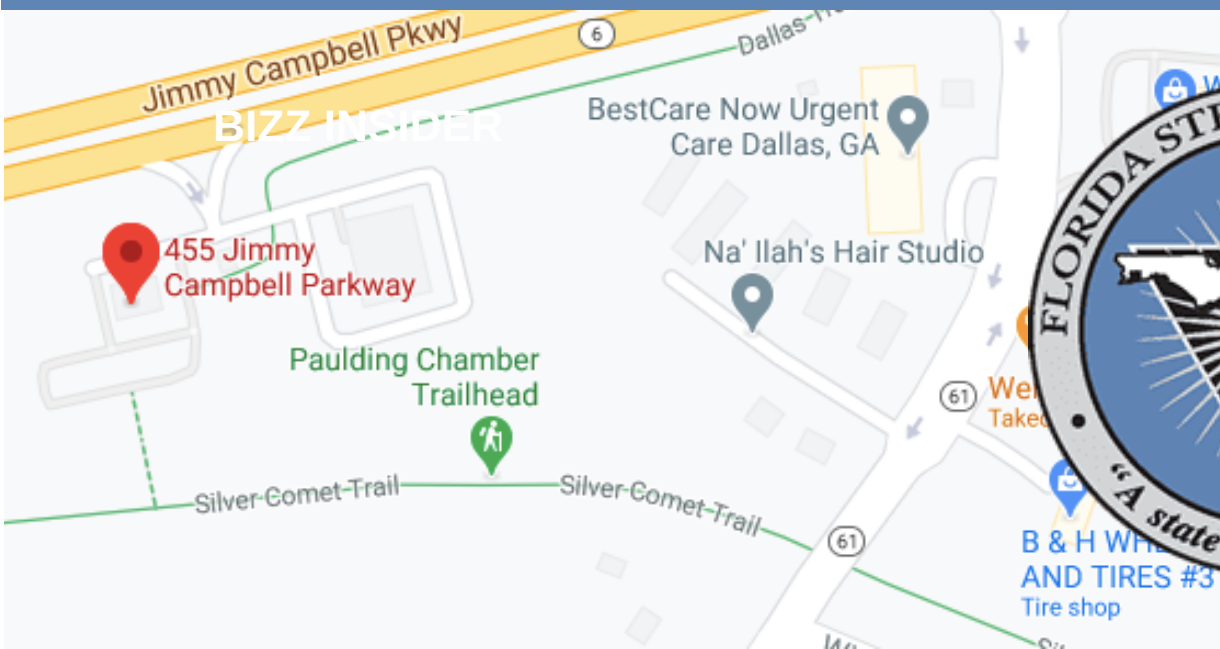 Jimmy Campbell Pkwy
6
Dallas
BIZZ INSIDER
BestCare Now Urgent
Care Dallas, GA
455 Jimmy
Campbell Parkway
Na' Ilah's Hair Studio
Paulding Chamber
Trailhead
61
Silver Comet Trail
Silver Comet Trail
61
B & H
AND TIRES #3
Tire shop
FLORIDA
"A state